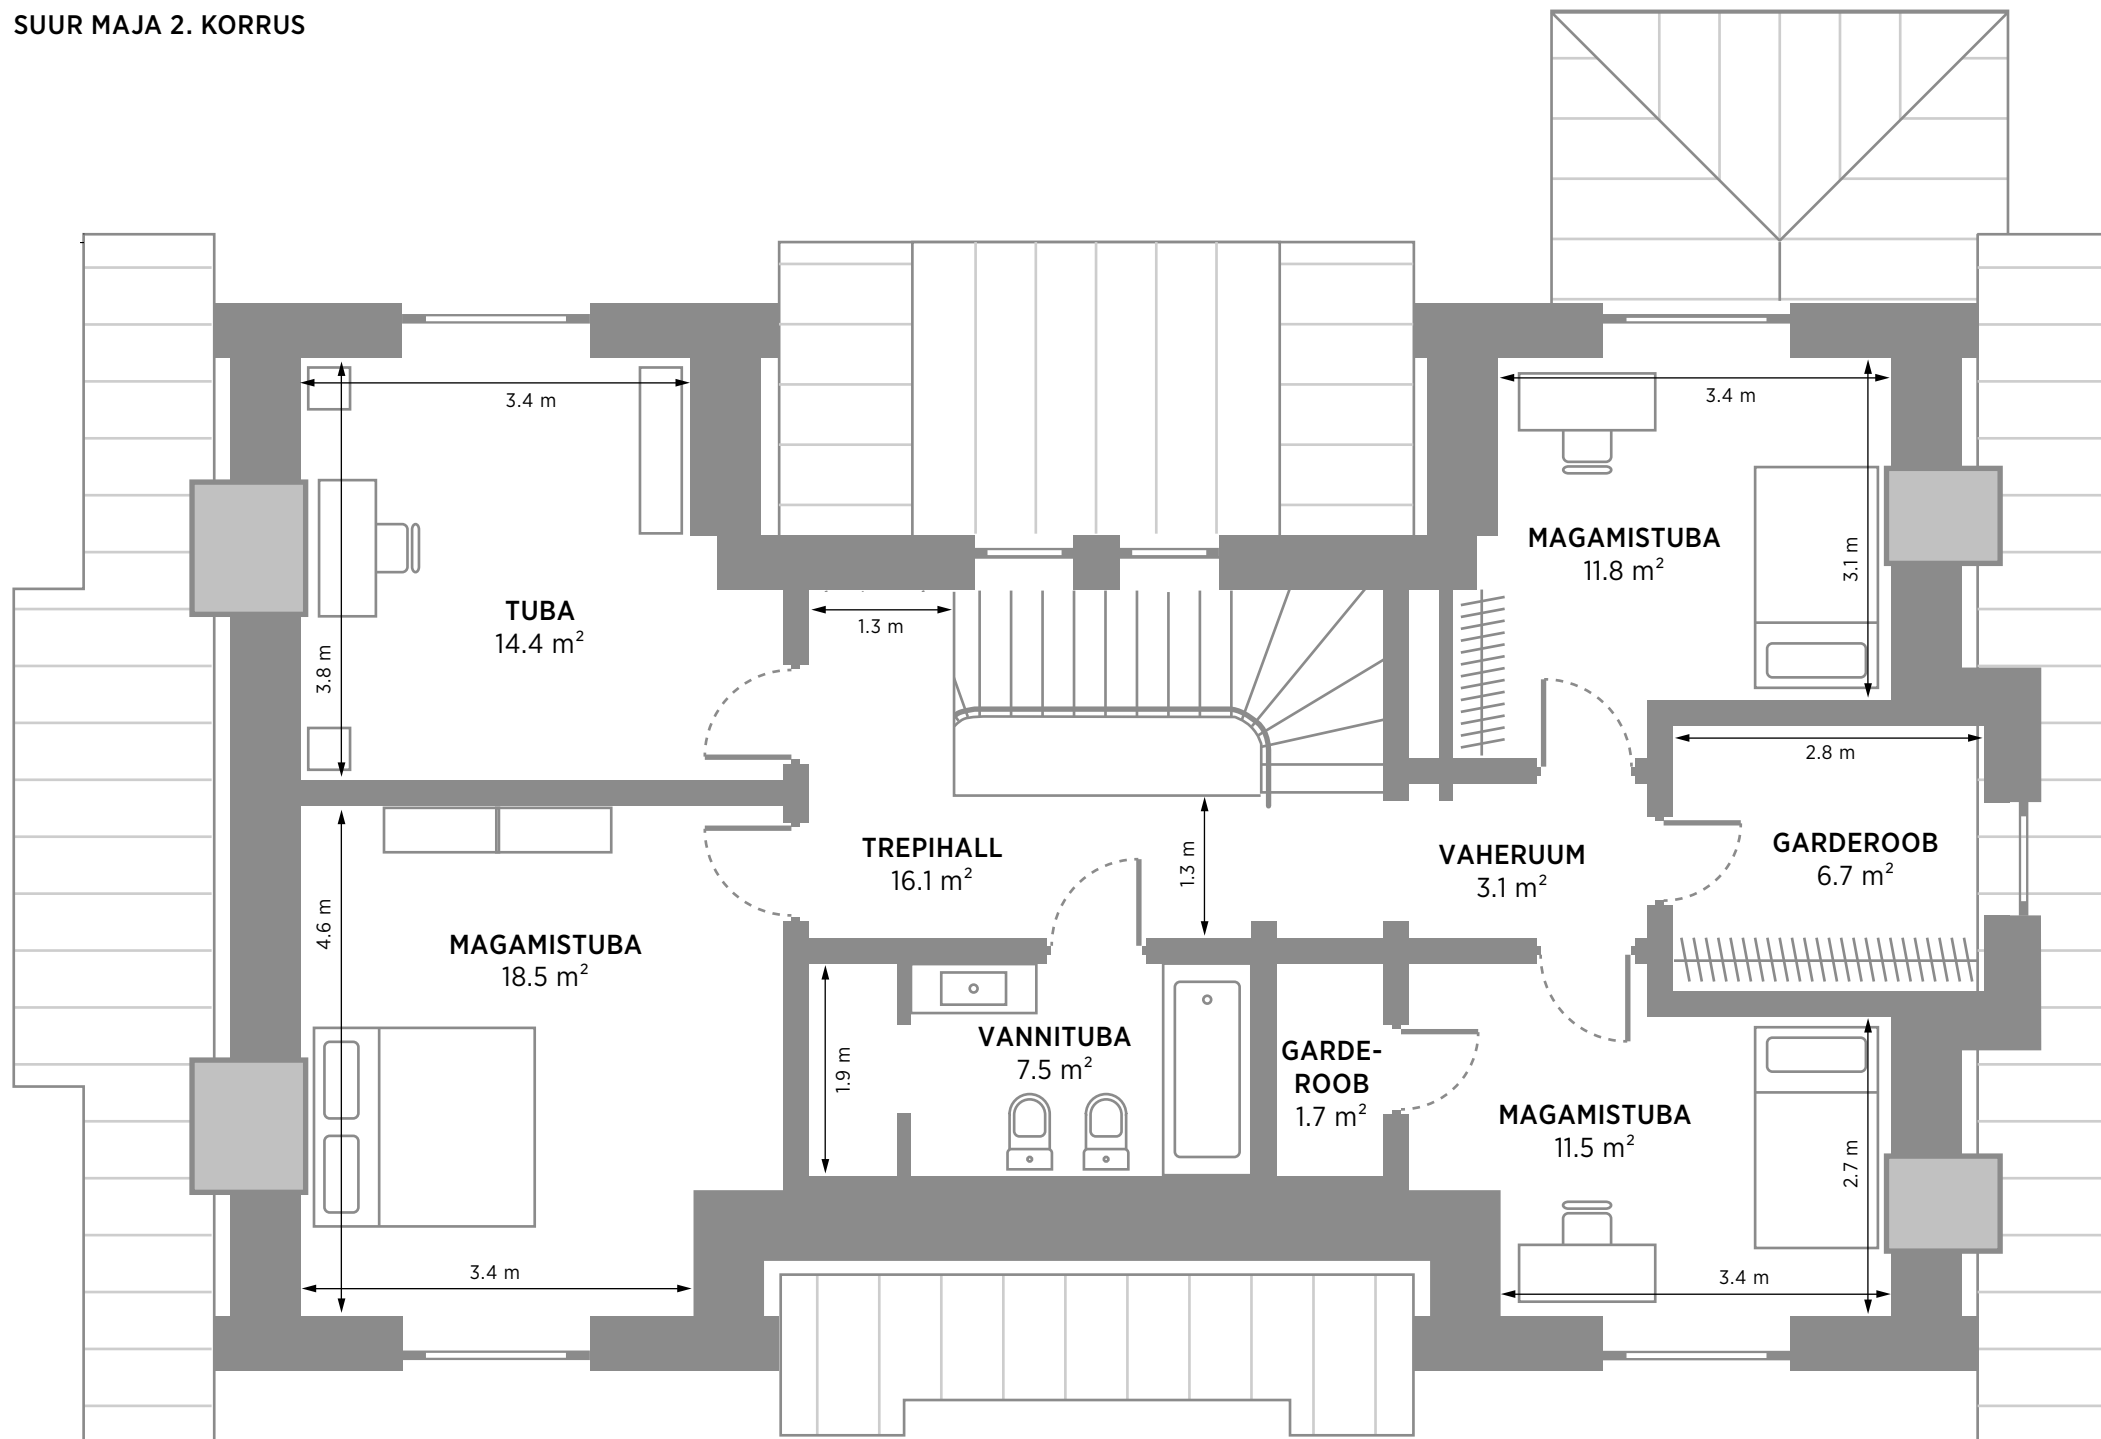 SUUR MAJA 2. KORRUS
3.4 m
3.8 m
TUBA
14.4 m²
1.3 m
3.4 m
3.1 m
MAGAMISTUBA
11.8 m²
2.8 m
GARDEROOB
6.7 m²
TREPIHALL
16.1 m²
1.3 m
VAHERUUM
3.1 m²
4.6 m
MAGAMISTUBA
18.5 m²
3.4 m
1.9 m
VANNITUBA
7.5 m²
GARDE-
ROOB
1.7 m²
MAGAMISTUBA
11.5 m²
2.7 m
3.4 m